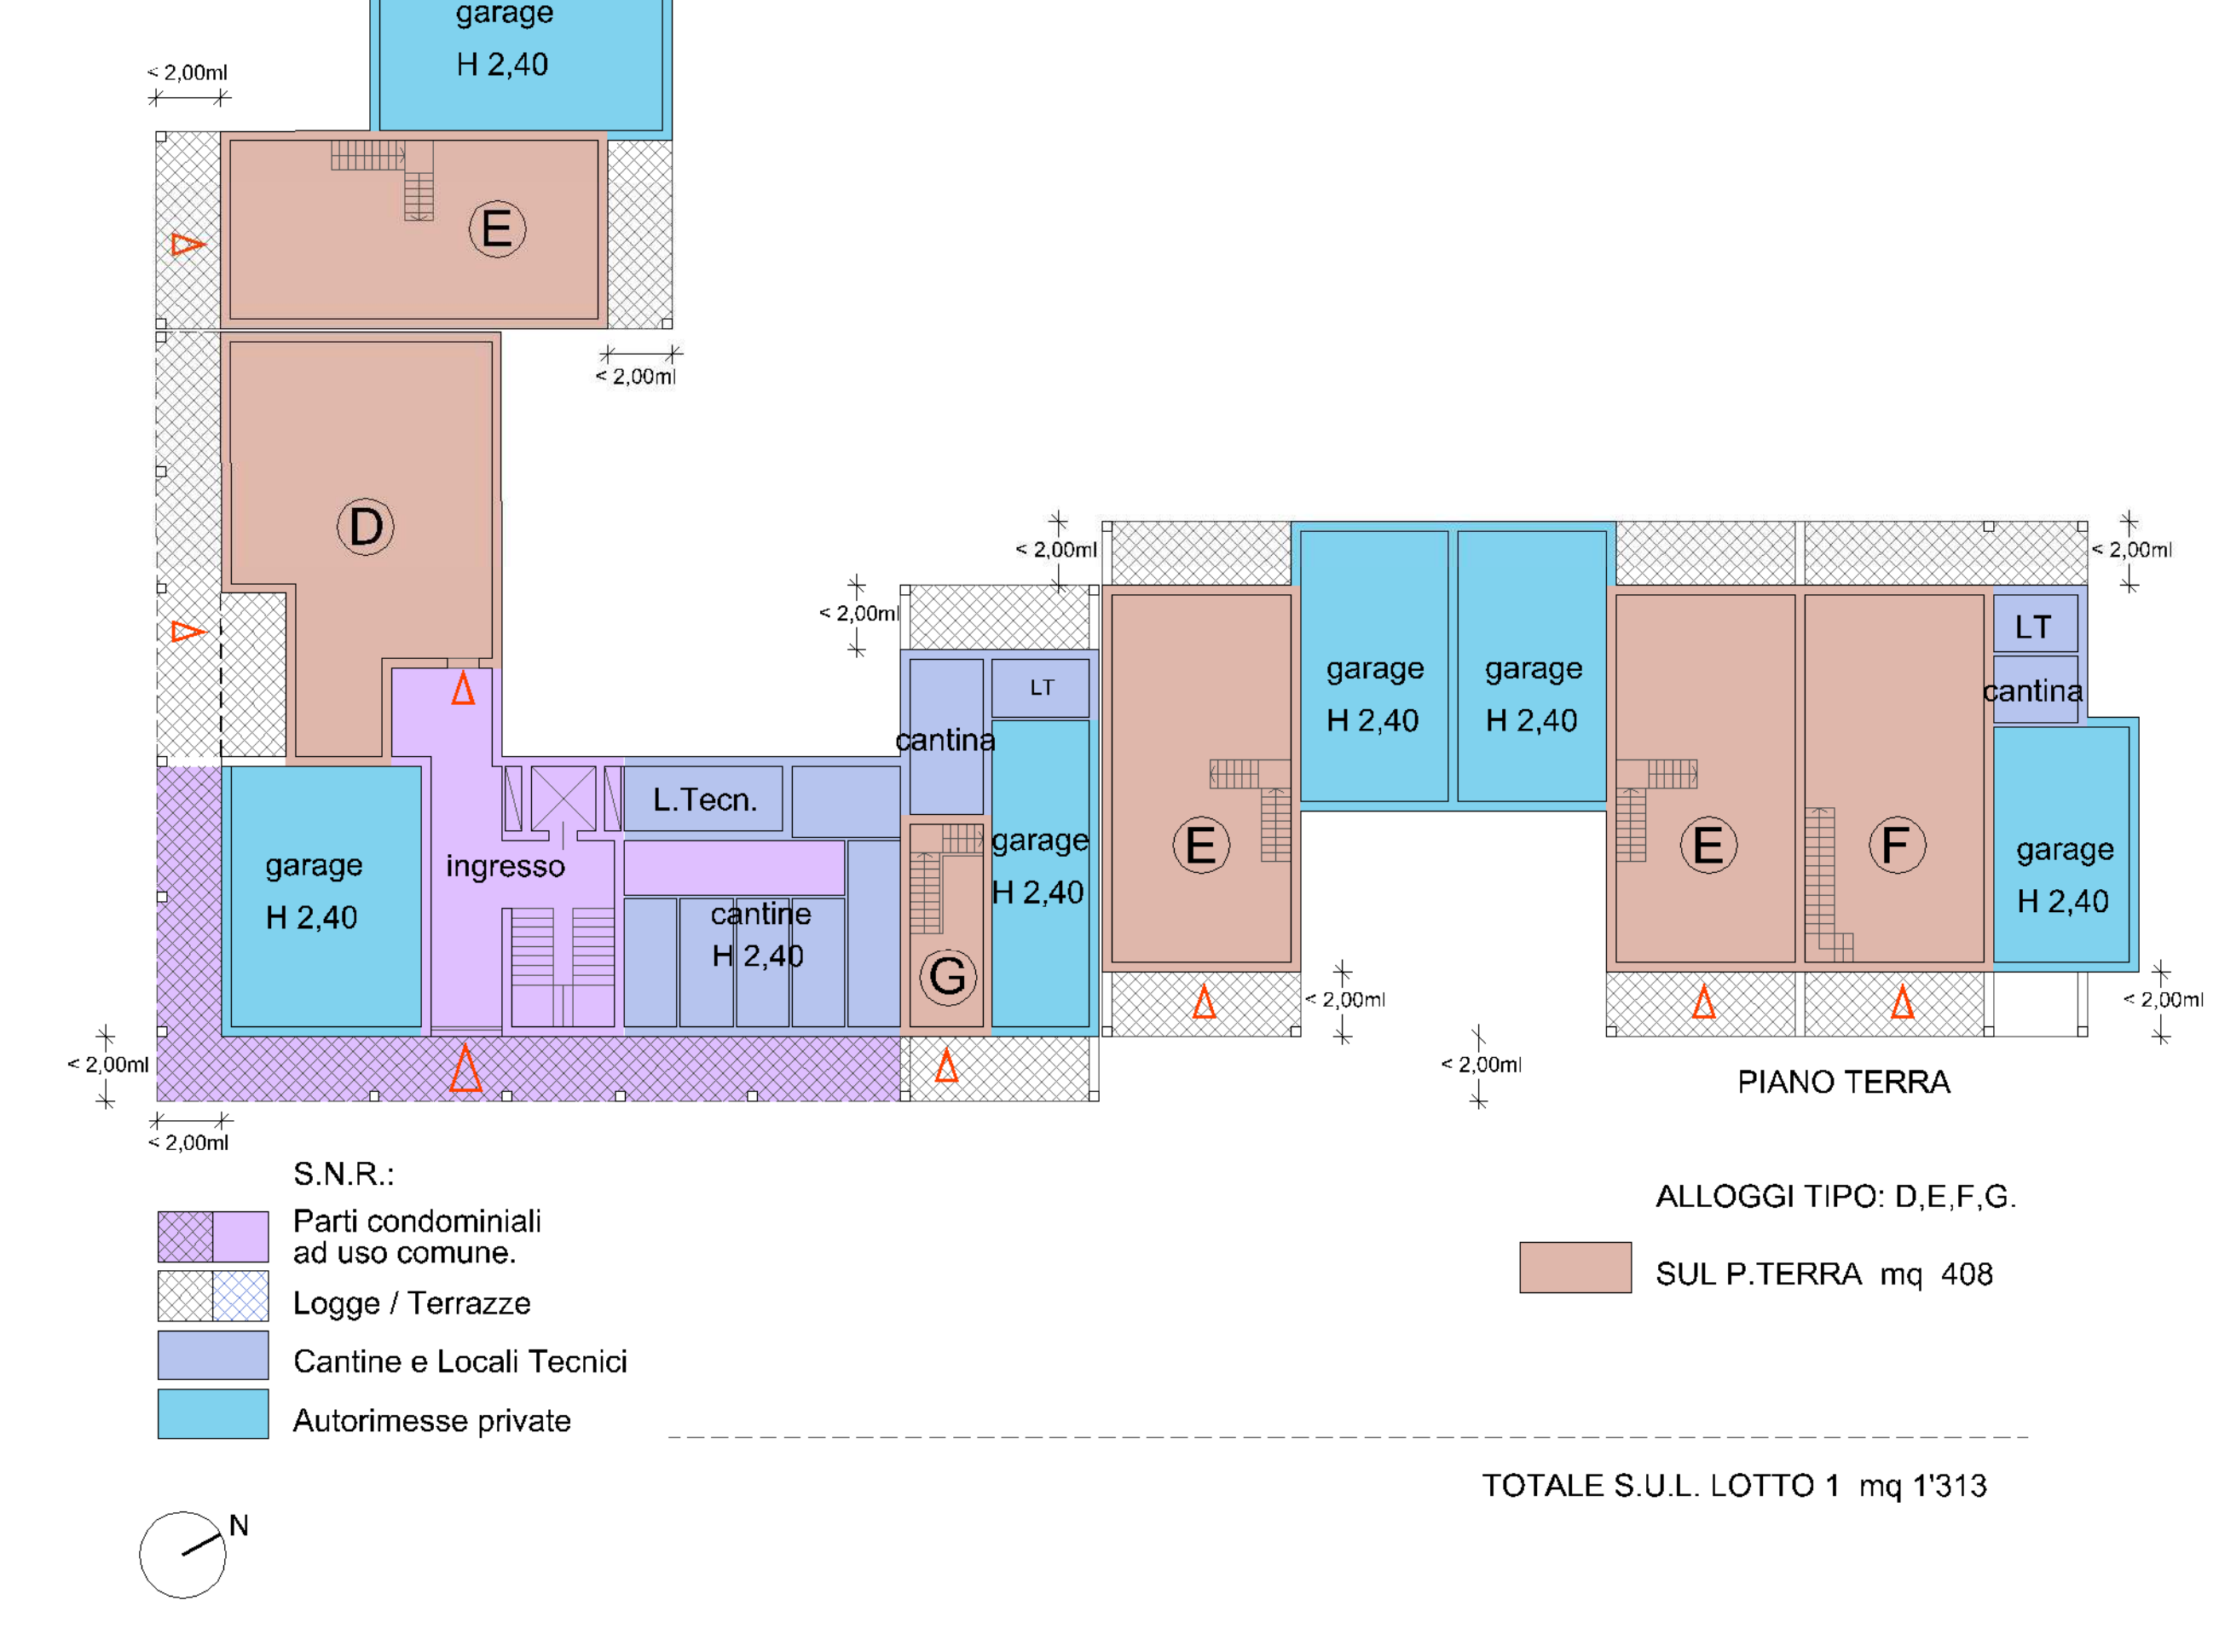 garage
H 2,40
< 2,00ml
E
< 2,00ml
D
< 2,00ml
< 2,00ml
< 2,00ml
LT
cantina
LT
cantina
garage
H 2,40
garage
H 2,40
L.Tecn.
garage
H 2,40
ingresso
cantine
H 2,40
G
garage
H 2,40
E
E
F
garage
H 2,40
< 2,00ml
< 2,00ml
< 2,00ml
< 2,00ml
< 2,00ml
PIANO TERRA
S.N.R.:
Parti condominiali
ad uso comune.
Logge / Terrazze
Cantine e Locali Tecnici
Autorimesse private
ALLOGGI TIPO: D,E,F,G.
SUL P.TERRA mq 408
TOTALE S.U.L. LOTTO 1 mq 1'313
N